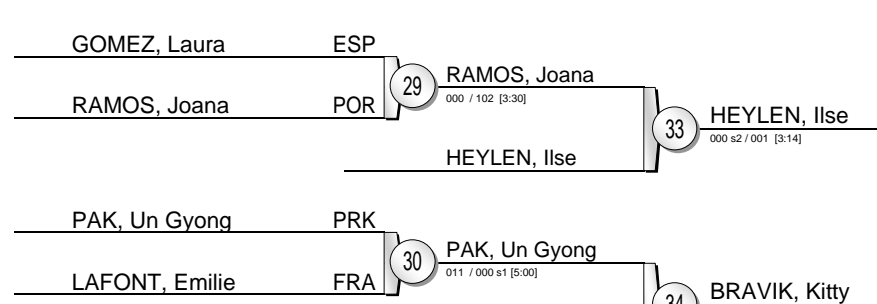 GOMEZ, Laura ESP
29
RAMOS, Joana
000 / 102 [3:30]
RAMOS, Joana POR
33
HEYLEN, Ilse
000 s2 / 001 [3:14]
HEYLEN, Ilse
PAK, Un Gyong PRK
30
PAK, Un Gyong
011 / 000 s1 [5:00]
LAFONT, Emilie FRA
34
BRAVIK, Kitty